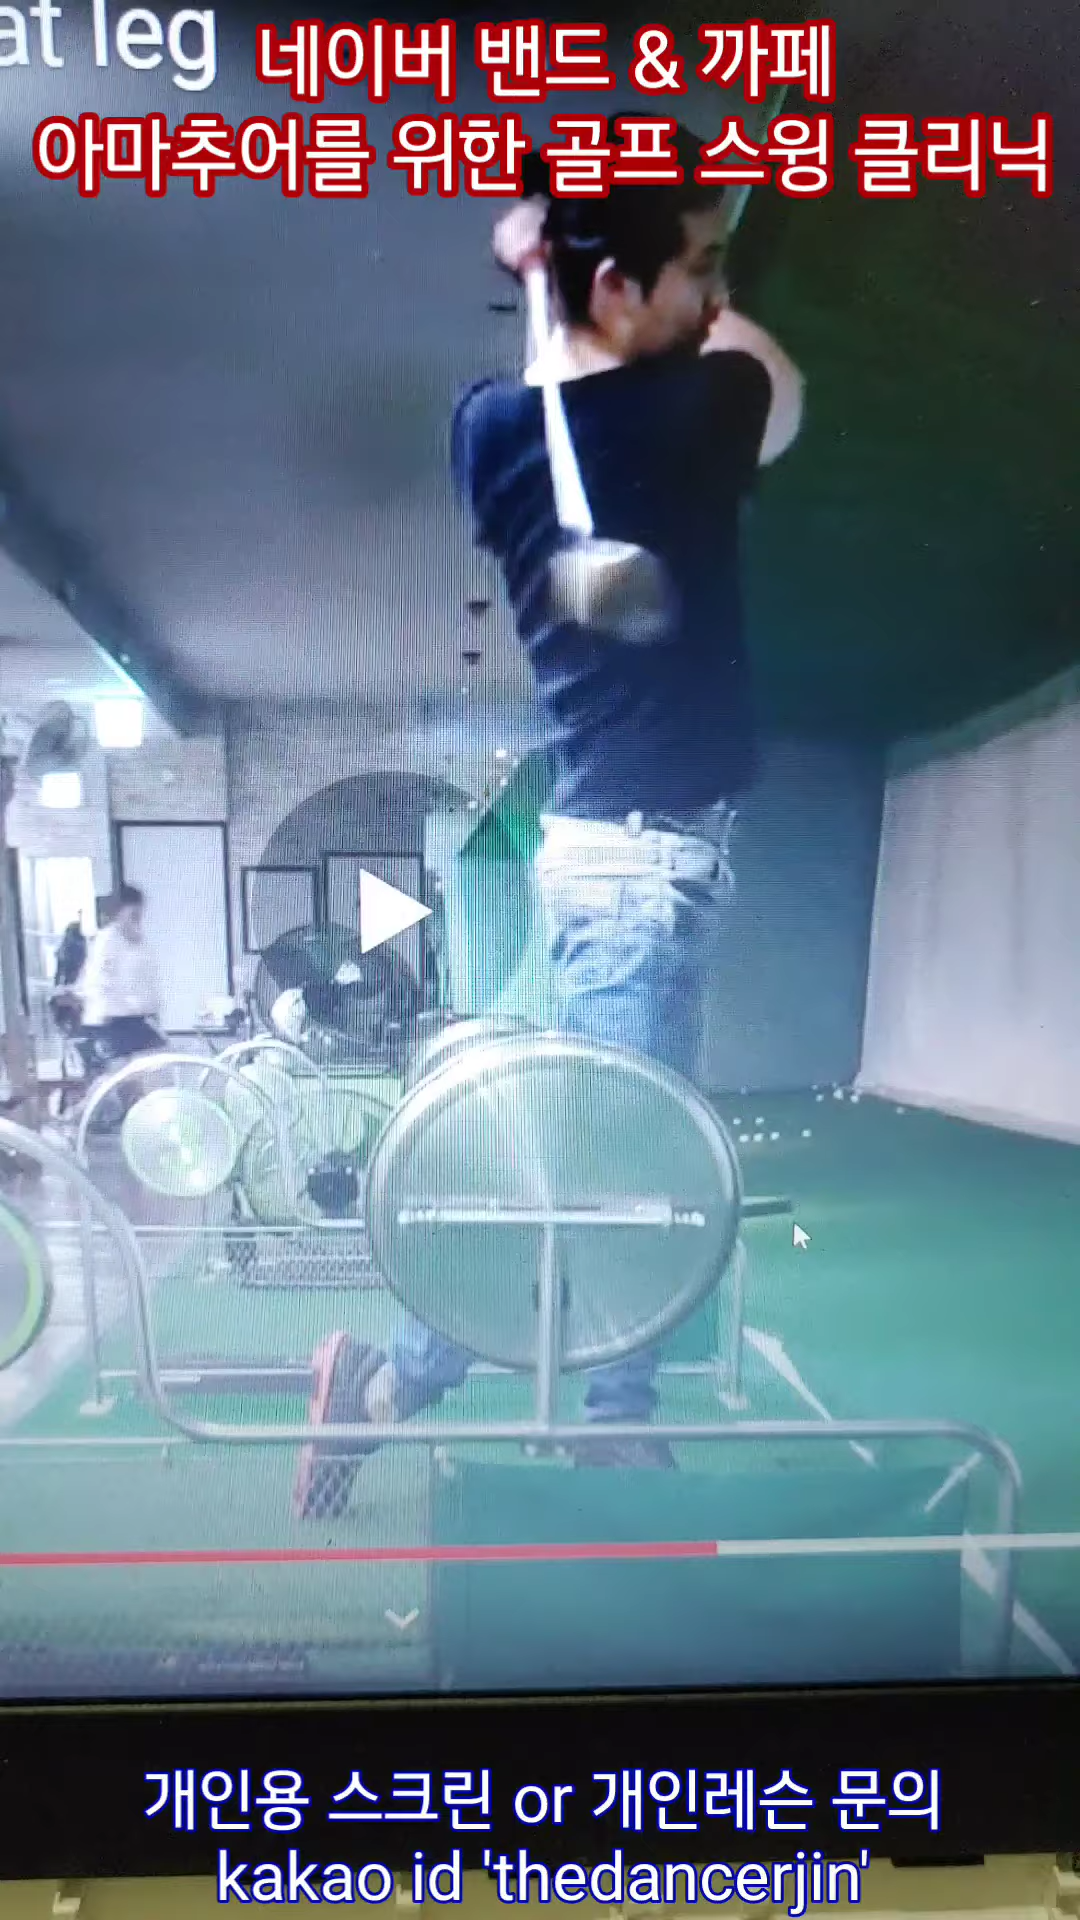 at leg
네이버 밴드 & 까페
아마추어를 위한 골프 스윙 클리닉
개인용 스크린 or 개인레슨 문의
kakao id 'thedancerjin'